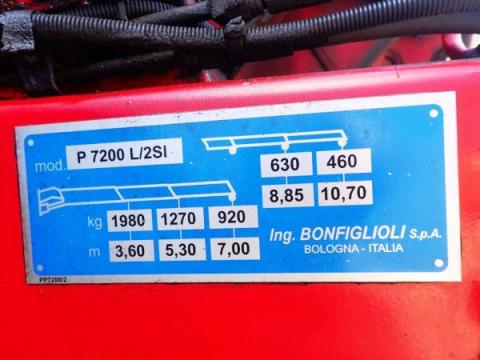 mod. P 7200 L/2SI
630 460
8,85 10,70
kg 1980 1270 920
m 3,60 5,30 7,00
Ing. BONFIGLIOLI S.p.A.
BOLOGNA - ITALIA
PP7200/2